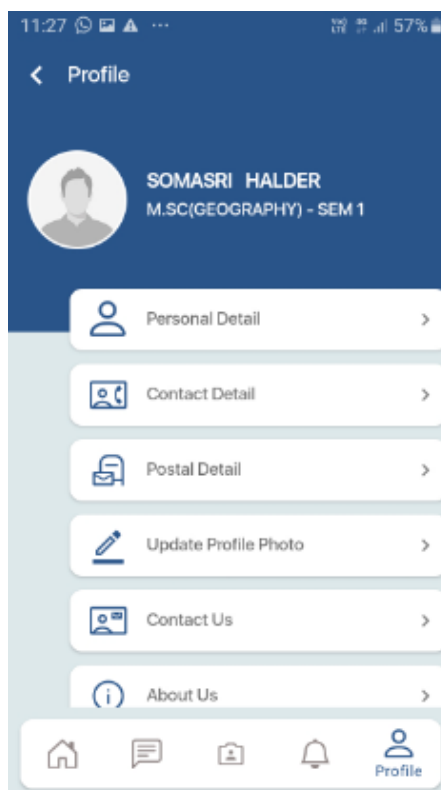 11:27
57%
Profile
SOMASRI HALDER
M.SC(GEOGRAPHY) - SEM 1
Personal Detail
Contact Detail
Postal Detail
Update Profile Photo
Contact Us
About Us
Profile